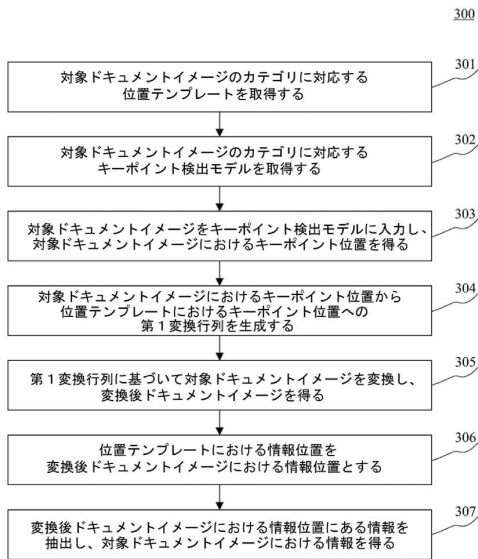 300
301
対象ドキュメントイメージのカテゴリに対応する
位置テンプレートを取得する
302
対象ドキュメントイメージのカテゴリに対応する
キーポイント検出モデルを取得する
303
対象ドキュメントイメージをキーポイント検出モデルに入力し、
対象ドキュメントイメージにおけるキーポイント位置を得る
304
対象ドキュメントイメージにおけるキーポイント位置から
位置テンプレートにおけるキーポイント位置への
第１変換行列を生成する
305
第１変換行列に基づいて対象ドキュメントイメージを変換し、
変換後ドキュメントイメージを得る
306
位置テンプレートにおける情報位置を
変換後ドキュメントイメージにおける情報位置とする
307
変換後ドキュメントイメージにおける情報位置にある情報を
抽出し、対象ドキュメントイメージにおける情報を得る